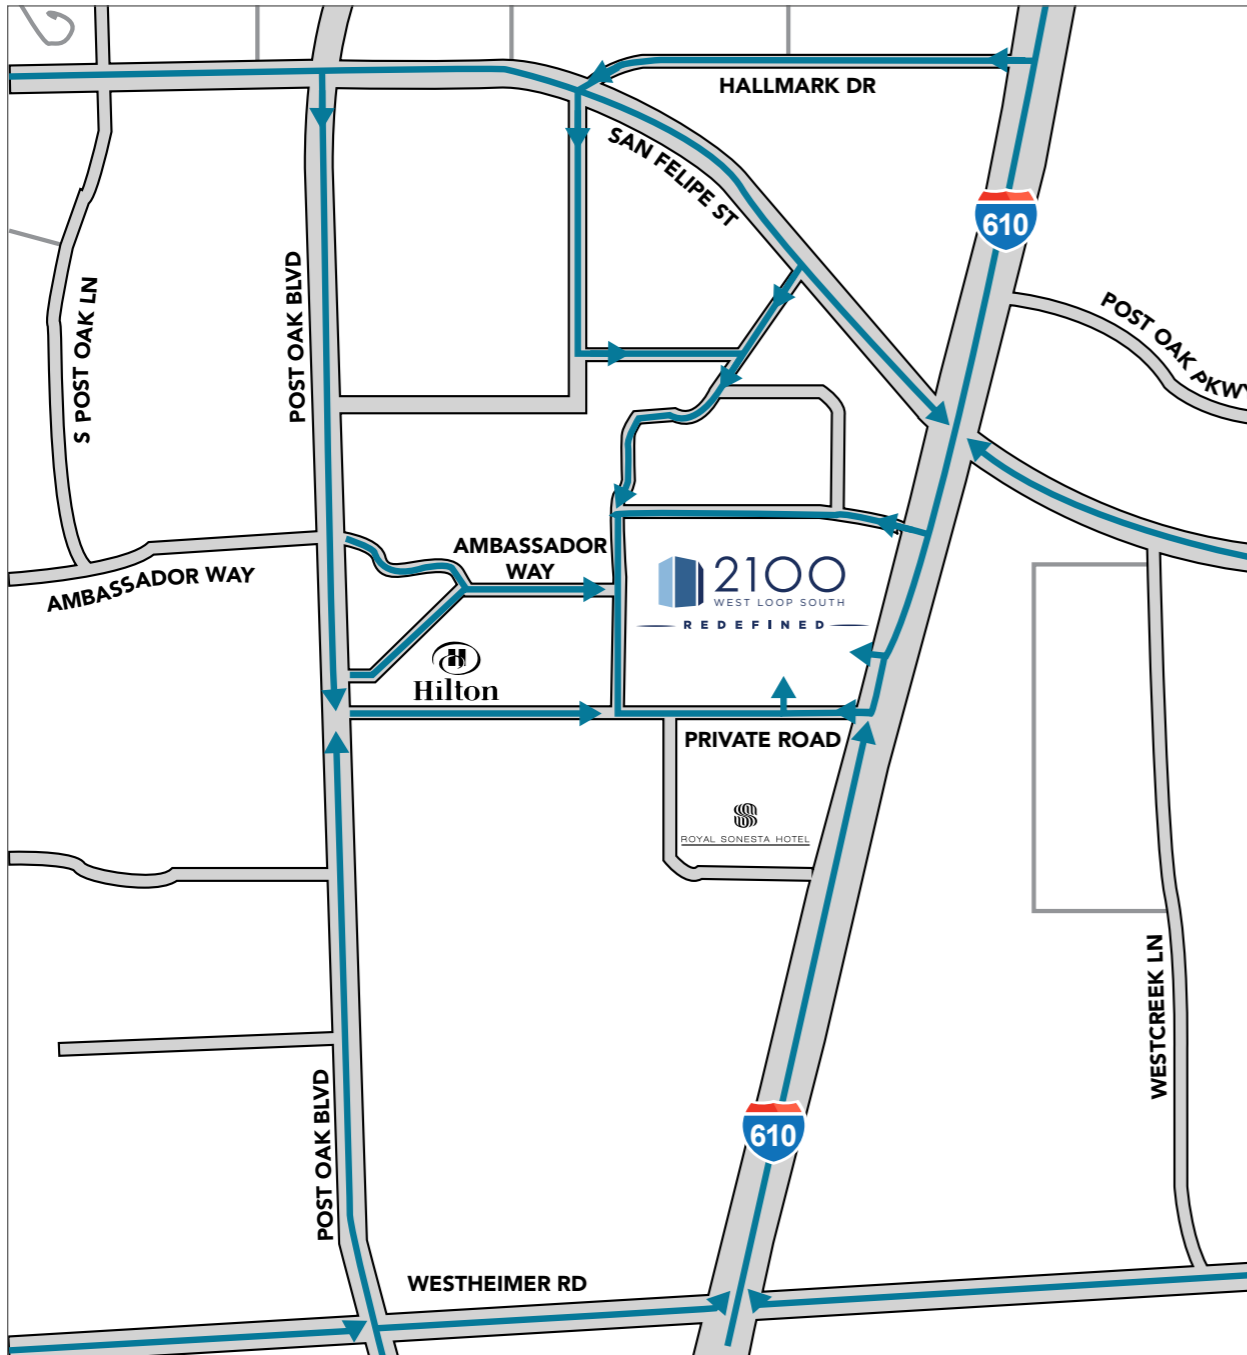 HALLMARK DR
SAN FELIPE ST
610
POST OAK BLVD
S POST OAK LN
POST OAK PKWY
AMBASSADOR
WAY
AMBASSADOR WAY
2100
WEST LOOP SOUTH
REDEFINED
H
Hilton
PRIVATE ROAD
S
ROYAL SONESTA HOTEL
WESTCREEK LN
POST OAK BLVD
610
WESTHEIMER RD